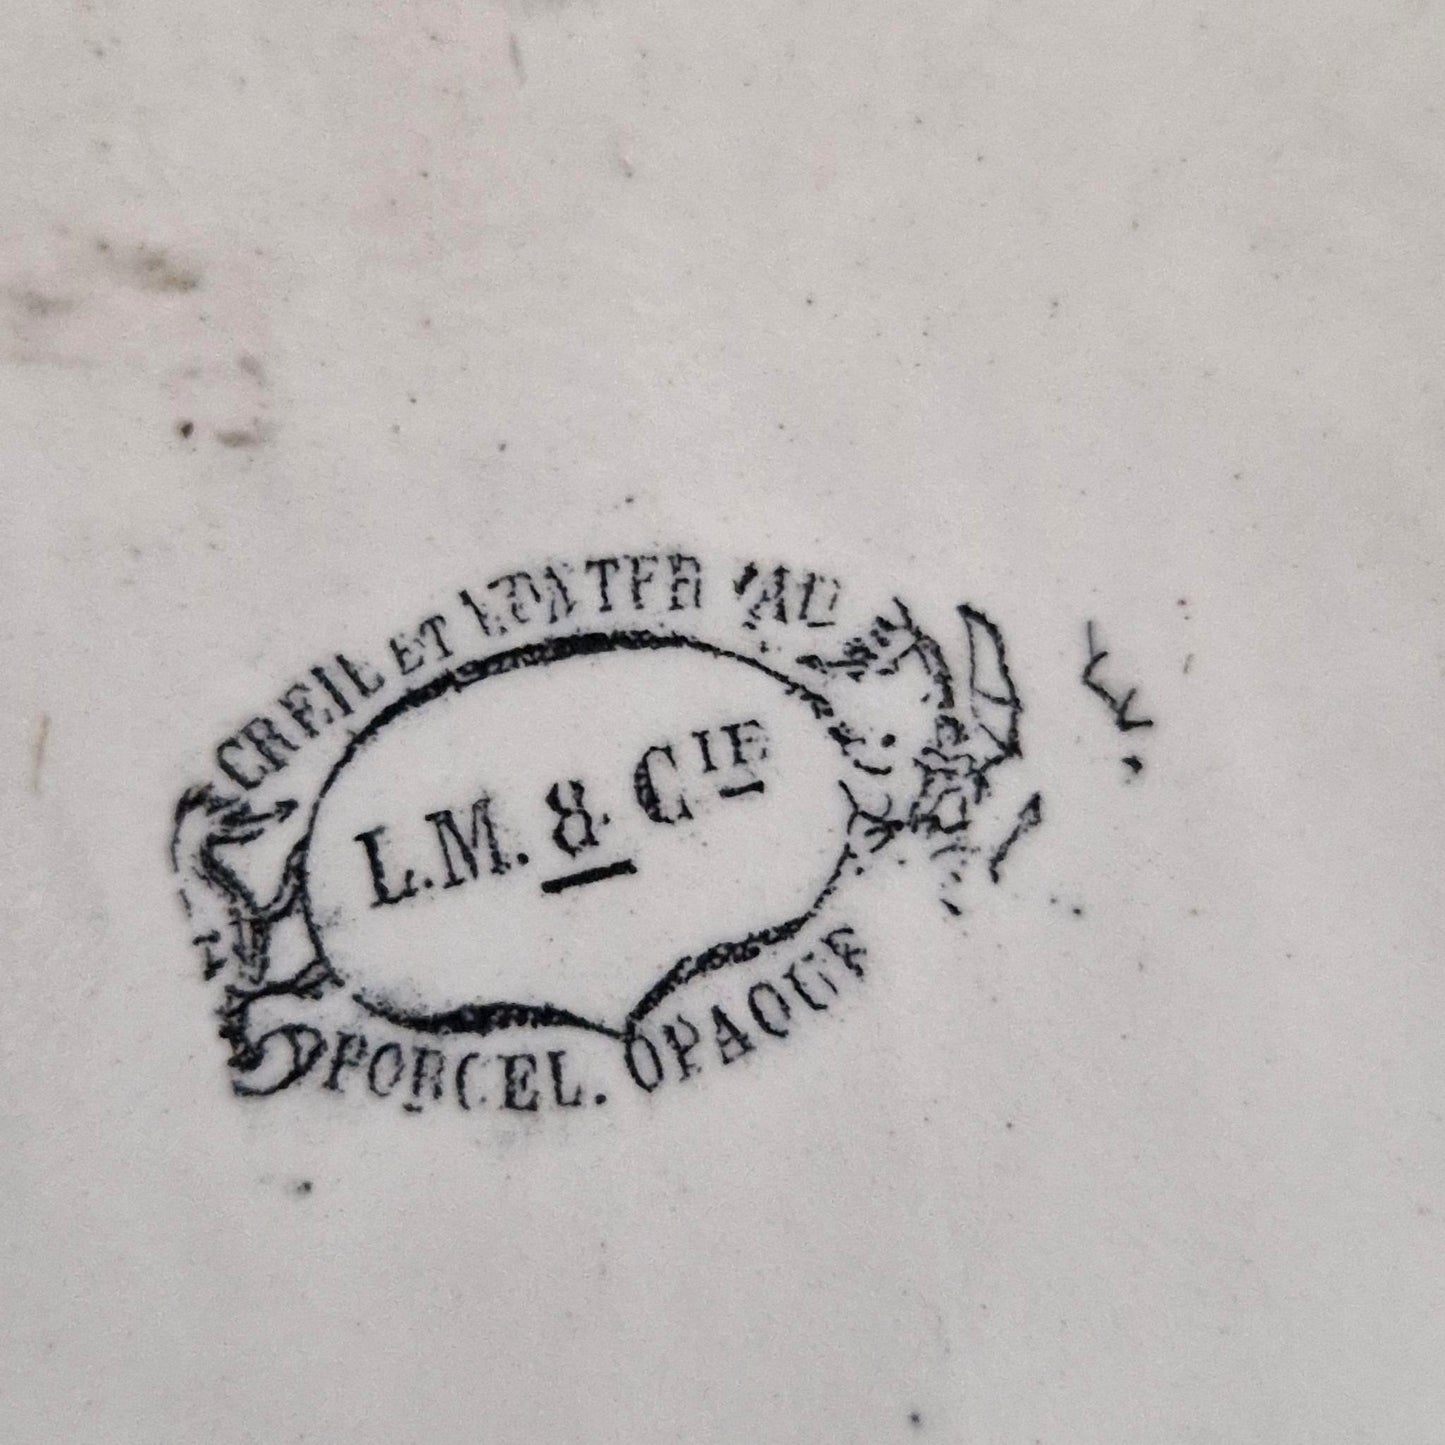 CREIL ET MONTEREAU
L.M. & CIE
PORCEL. OPAQUE